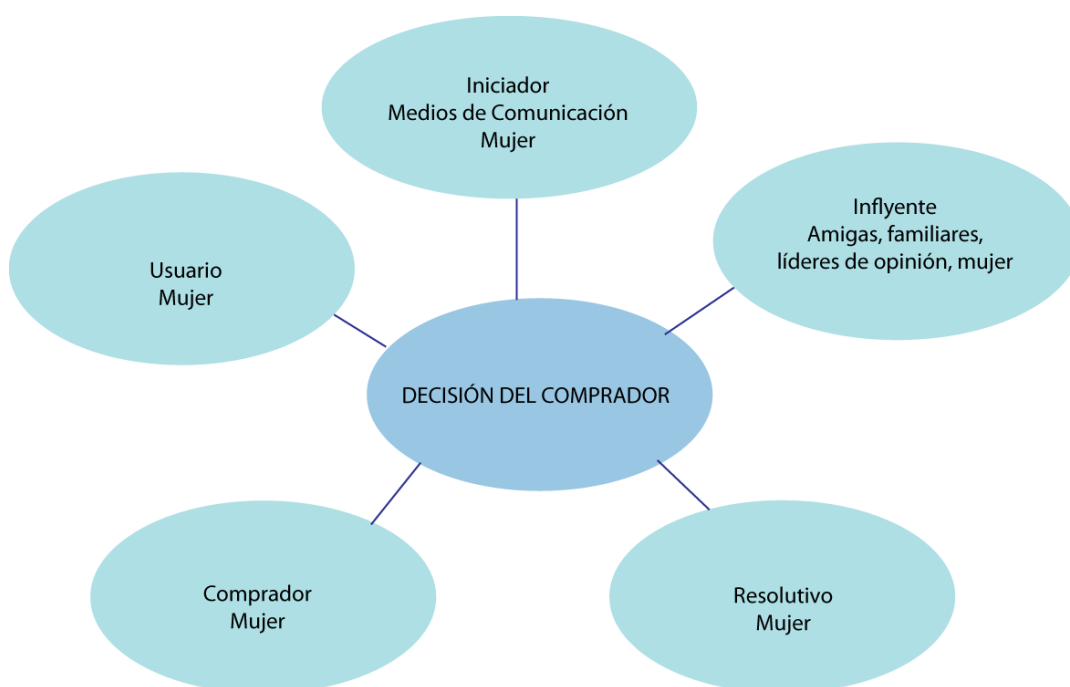 Iniciador
Medios de Comunicación
Mujer
Inflyente
Amigas, familiares,
líderes de opinión, mujer
Usuario
Mujer
DECISIÓN DEL COMPRADOR
Comprador
Mujer
Resolutivo
Mujer